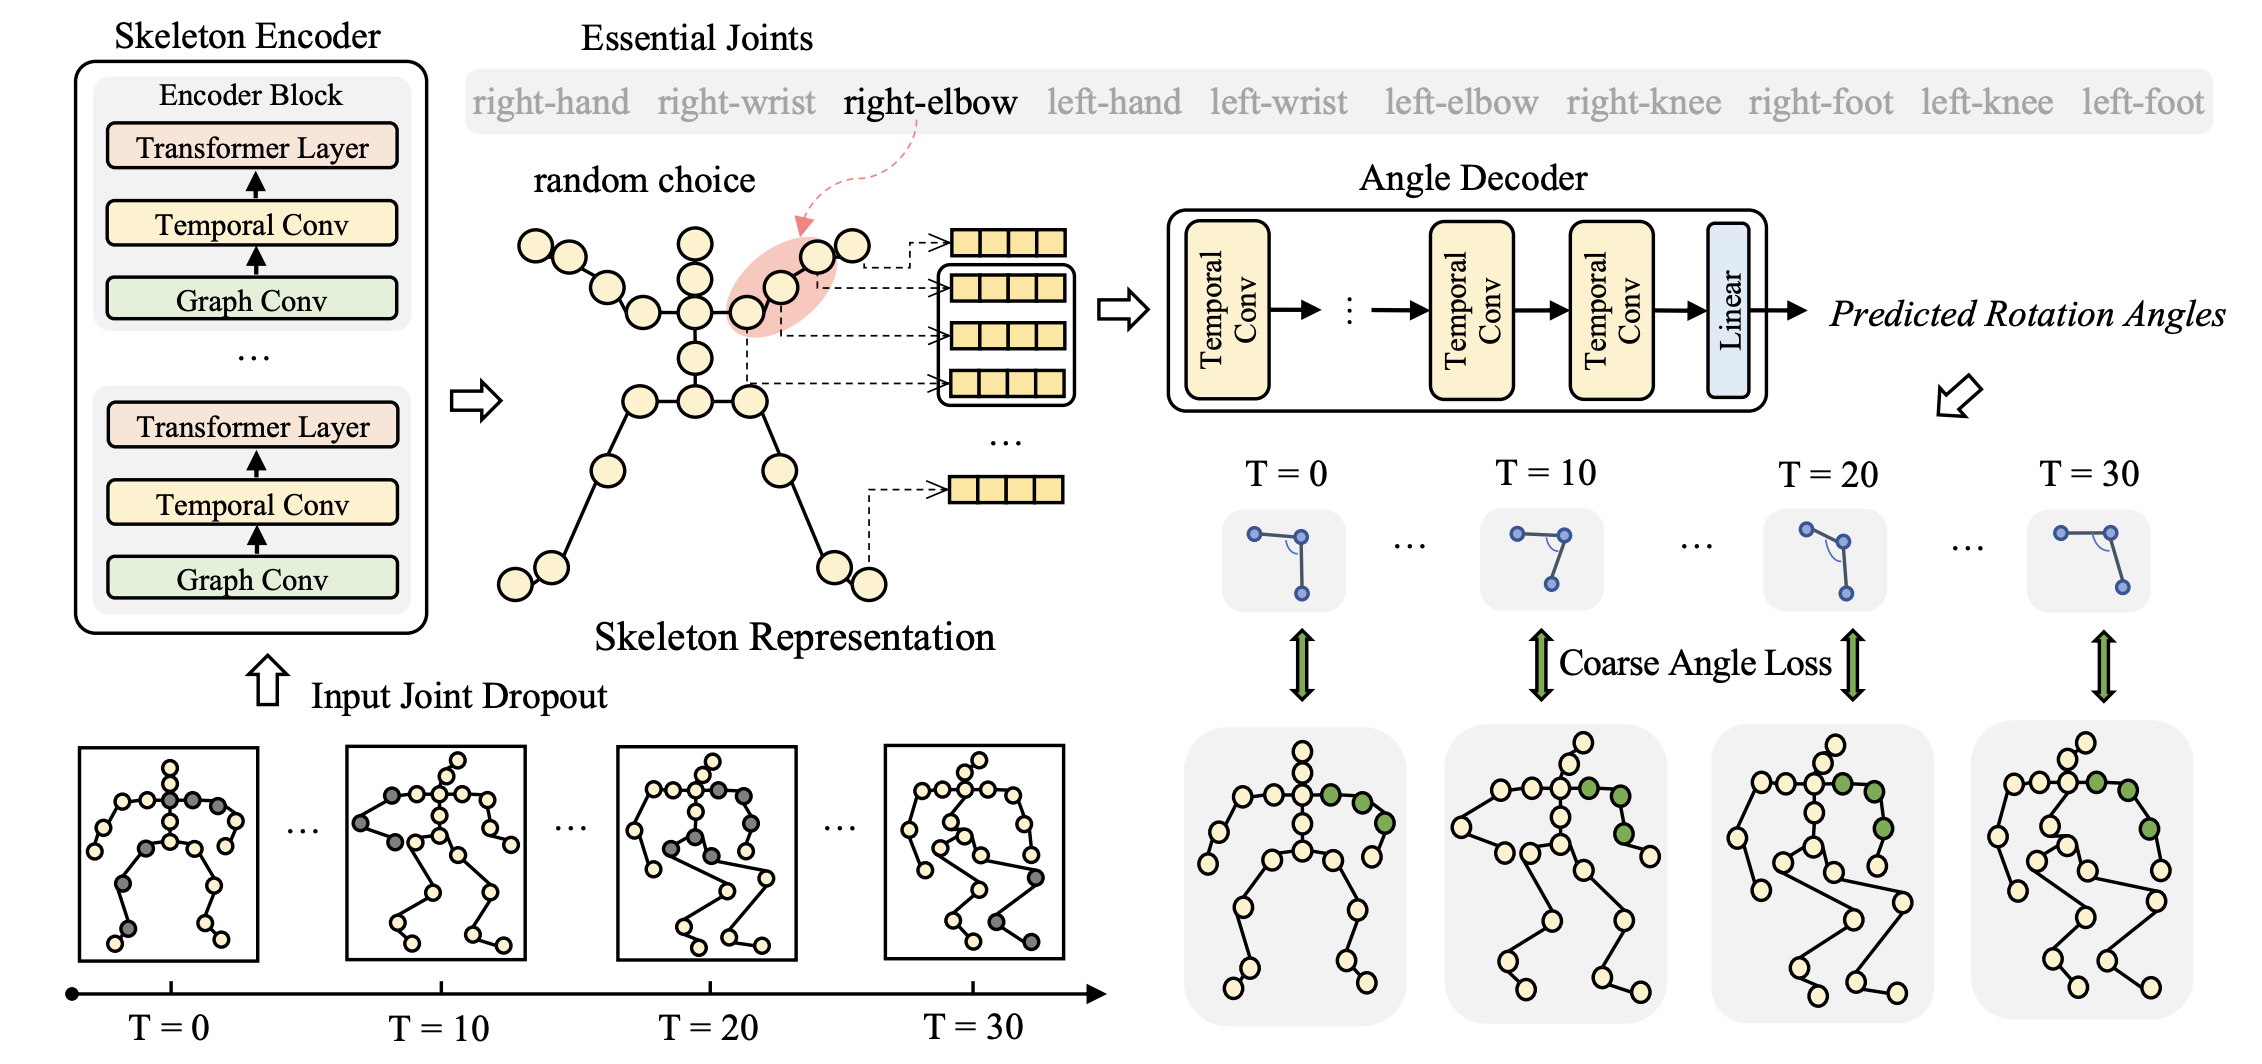 Skeleton Encoder
Encoder Block
Transformer Layer
Temporal Conv
Graph Conv
...
Transformer Layer
Temporal Conv
Graph Conv
Input Joint Dropout
... ... ...
T = 0 T = 10 T = 20 T = 30
Essential Joints
right-hand right-wrist right-elbow left-hand left-wrist left-elbow right-knee right-foot left-knee left-foot
random choice
...
Skeleton Representation
Angle Decoder
Temporal
Conv
...
Temporal
Conv
Temporal
Conv
Linear
Predicted Rotation Angles
T = 0 T = 10 T = 20 T = 30
... ... ...
Coarse Angle Loss